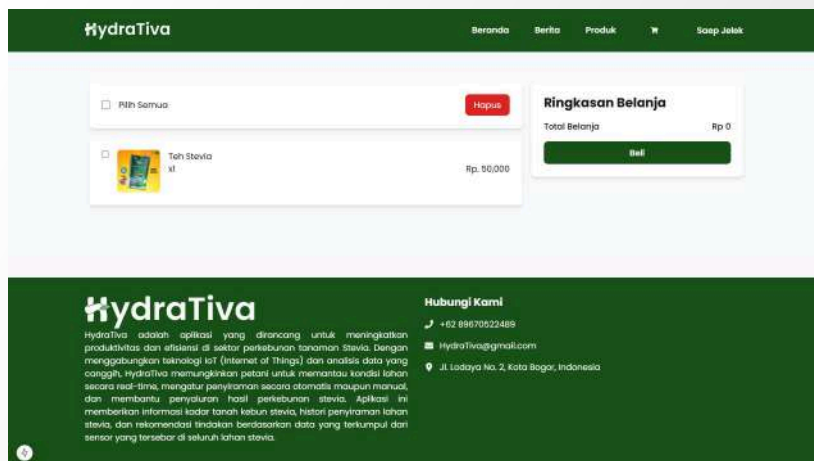 HydraTiva
Beranda Berita Produk Saep Jelek
Pilih Semua
Hapus
Teh Stevia
x1
Rp. 50,000
Ringkasan Belanja
Total Belanja Rp 0
Beli
HydraTiva
HydraTiva adalah aplikasi yang dirancang untuk meningkatkan
produktivitas dan efisiensi di sektor perkebunan tanaman Stevia. Dengan
menggabungkan teknologi IoT (Internet of Things) dan analisis data yang
canggih, HydraTiva memungkinkan petani untuk memantau kondisi lahan
secara real-time, mengatur penyiraman secara otomatis maupun manual,
dan membantu penyaluran hasil perkebunan stevia. Aplikasi ini
memberikan informasi kadar tanah kebun stevia, histori penyiraman lahan
stevia, dan rekomendasi tindakan berdasarkan data yang terkumpul dari
sensor yang tersebar di seluruh lahan stevia.
Hubungi Kami
+62 89670522489
HydraTiva@gmail.com
Jl. Lodaya No. 2, Kota Bogor, Indonesia